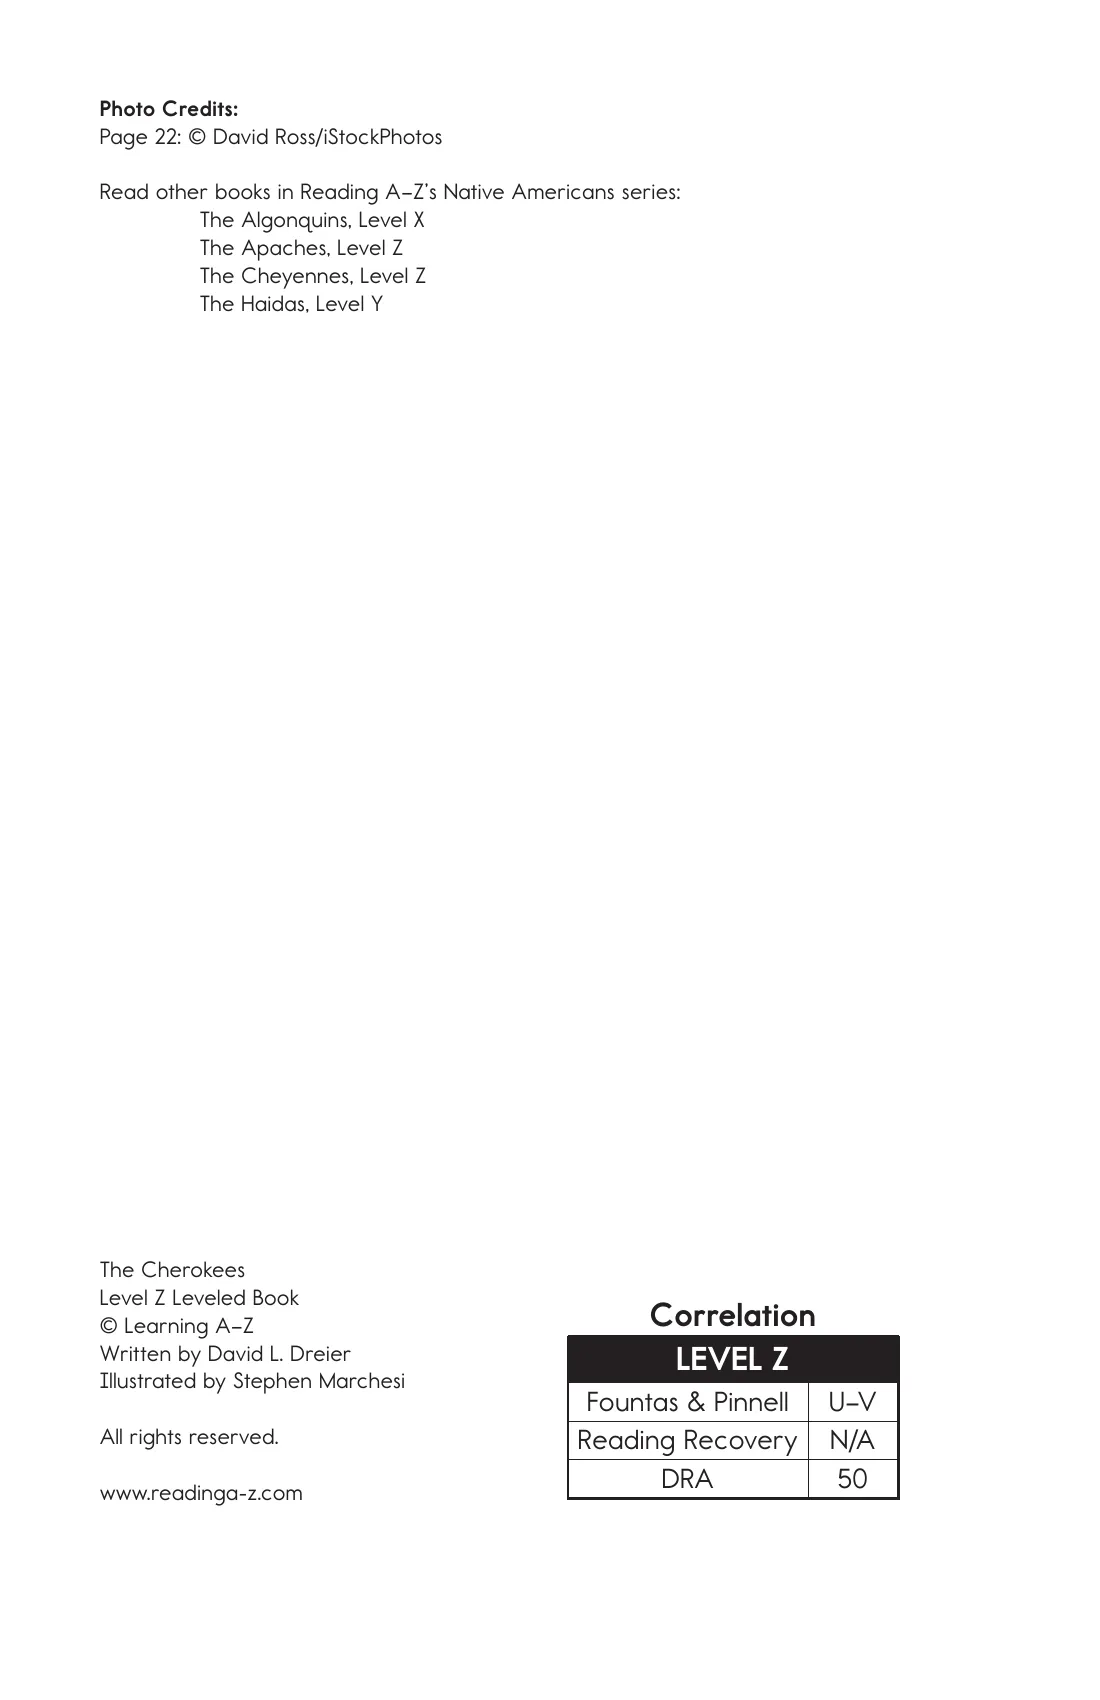 Photo Credits:
Page 22: © David Ross/iStockPhotos
Read other books in Reading A–Z’s Native Americans series:
The Algonquins, Level X
The Apaches, Level Z
The Cheyennes, Level Z
The Haidas, Level Y
The Cherokees
Level Z Leveled Book
© Learning A–Z
Written by David L. Dreier
Illustrated by Stephen Marchesi
All rights reserved.
www.readinga-z.com
Correlation
LEVEL Z
Fountas & Pinnell U–V
Reading Recovery N/A
DRA 50